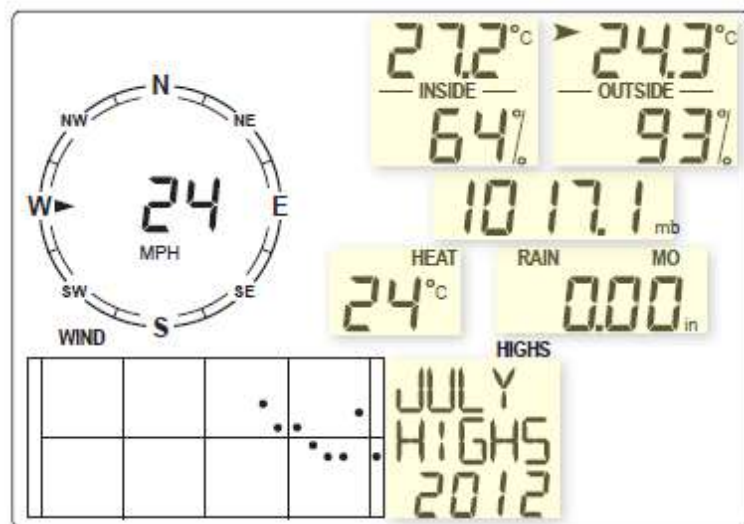 N
NW NE
W 24 E
MPH
SW SE
S
WIND
27.2°C
INSIDE
64%
24.3°C
OUTSIDE
93%
1017.1 mb
HEAT
24°C
RAIN MO
0.00 in
HIGHS
JULY
HIGHS
2012